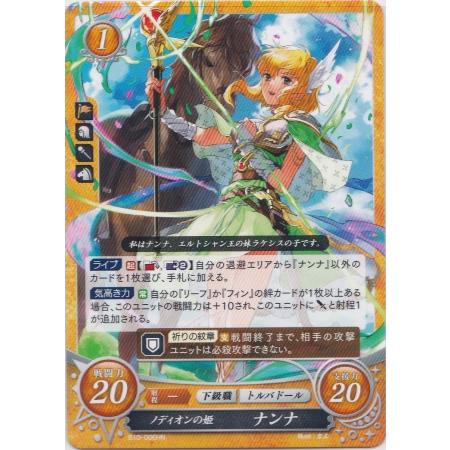 1
私はナンナ。エルトシャン王の妹ラケシスの子です。
ライブ 起 自分の退避エリアから『ナンナ』以外の
カードを1枚選び、手札に加える。
気高き力 常 自分の『リーフ』か『フィン』の絆カードが1枚以上ある
場合、このユニットの戦闘力は+10され、このユニットに と射程1
が追加される。
祈りの紋章 支 戦闘終了まで、相手の攻撃
ユニットは必殺攻撃できない。
戦闘力
20
射程 一 下級職 トルバドール
支援力
20
ノディオンの姫 ナンナ